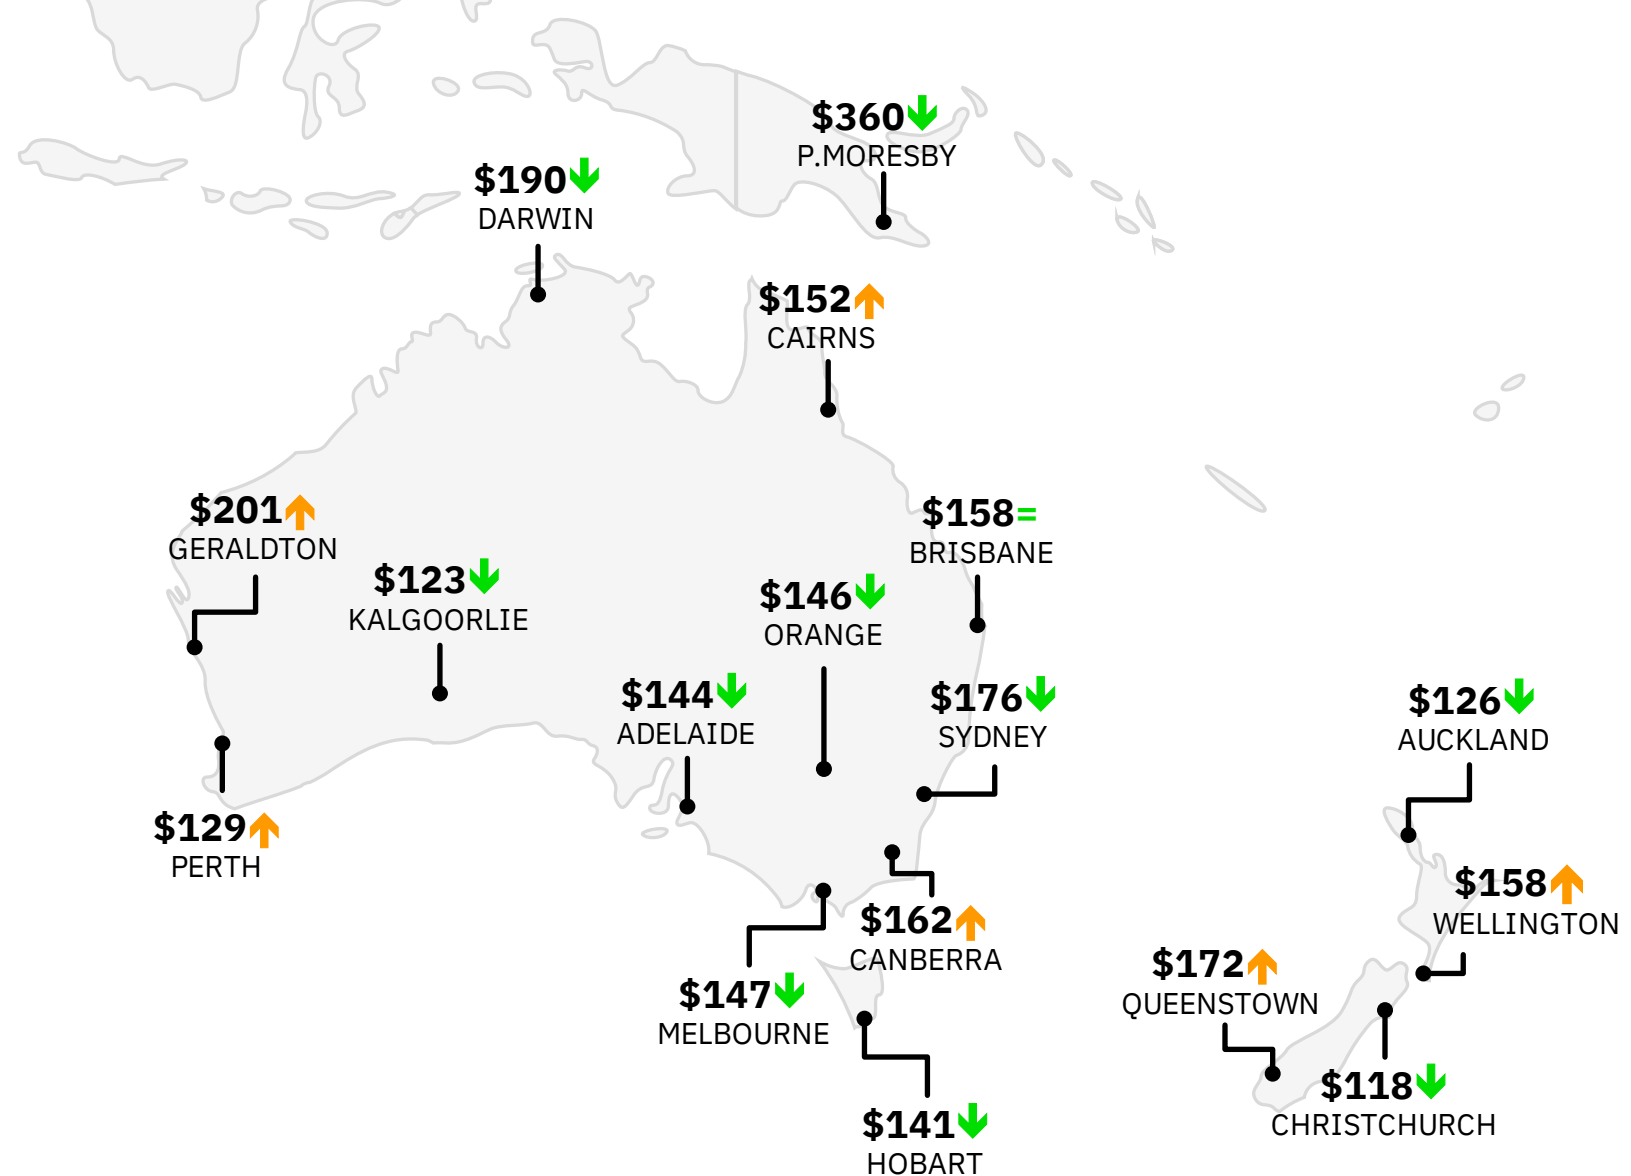 $360
P.MORESBY
$190
DARWIN
$152
CAIRNS
$201
GERALDTON
$158=
BRISBANE
$123
KALGOORLIE
$146
ORANGE
$144
ADELAIDE
$176
SYDNEY
$126
AUCKLAND
$129
PERTH
$158
WELLINGTON
$162
CANBERRA
$172
QUEENSTOWN
$147
MELBOURNE
$118
CHRISTCHURCH
$141
HOBART